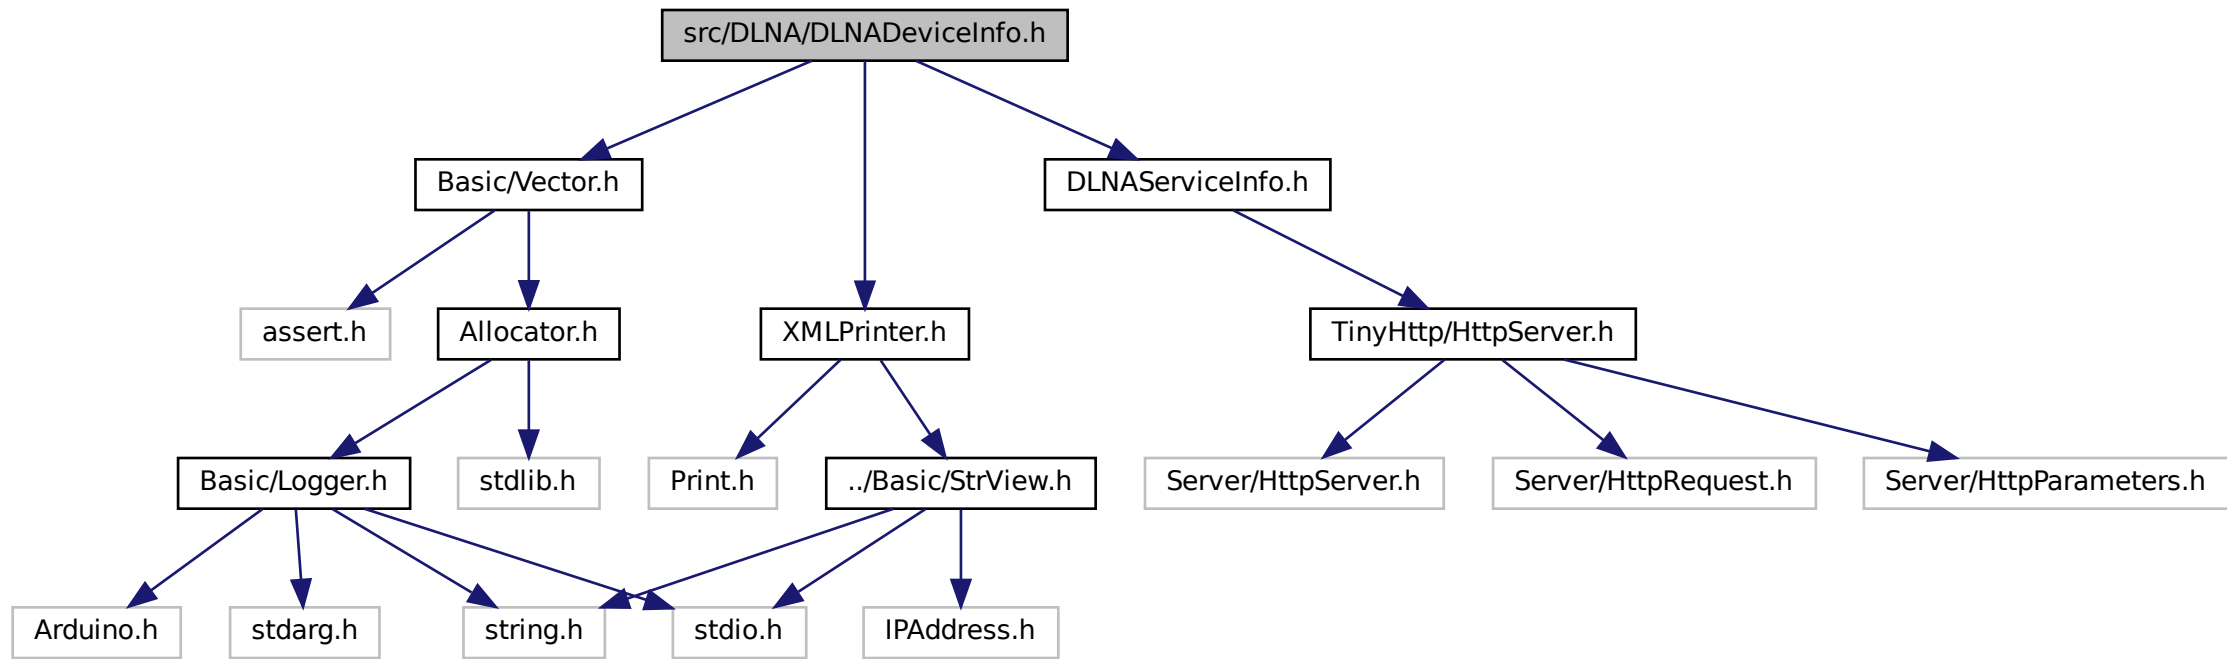 src/DLNA/DLNADeviceInfo.h
Basic/Vector.h
DLNAServiceInfo.h
assert.h
Allocator.h
XMLPrinter.h
TinyHttp/HttpServer.h
Basic/Logger.h
stdlib.h
Print.h
../Basic/StrView.h
Server/HttpServer.h
Server/HttpRequest.h
Server/HttpParameters.h
Arduino.h
stdarg.h
string.h
stdio.h
IPAddress.h